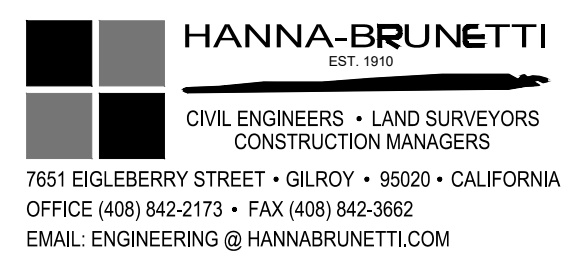 HANNA-BRUNETTI
EST. 1910
CIVIL ENGINEERS • LAND SURVEYORS
CONSTRUCTION MANAGERS
7651 EIGLEBERRY STREET • GILROY • 95020 • CALIFORNIA
OFFICE (408) 842-2173 • FAX (408) 842-3662
EMAIL: ENGINEERING @ HANNABRUNETTI.COM